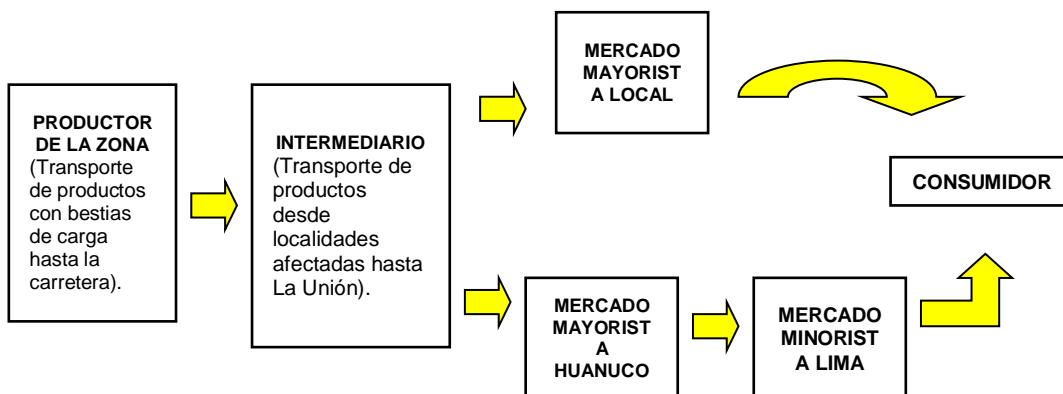 PRODUCTOR
DE LA ZONA
(Transporte
de productos
con bestias
de carga
hasta la
carretera).
INTERMEDIARIO
(Transporte de
productos
desde
localidades
afectadas hasta
La Unión).
MERCADO
MAYORIST
A LOCAL
MERCADO
MAYORIST
A
HUANUCO
MERCADO
MINORIST
A LIMA
CONSUMIDOR